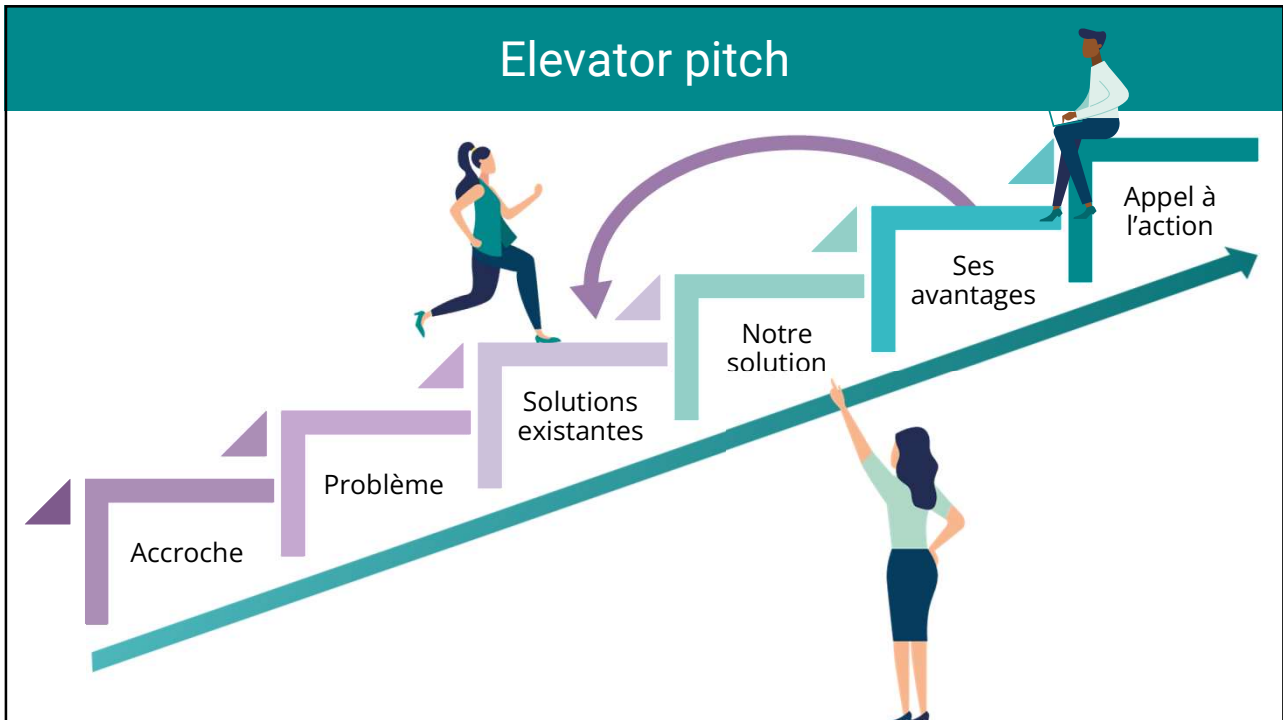 Elevator pitch
Accroche
Problème
Solutions
existantes
Notre
solution
Ses
avantages
Appel à
l'action